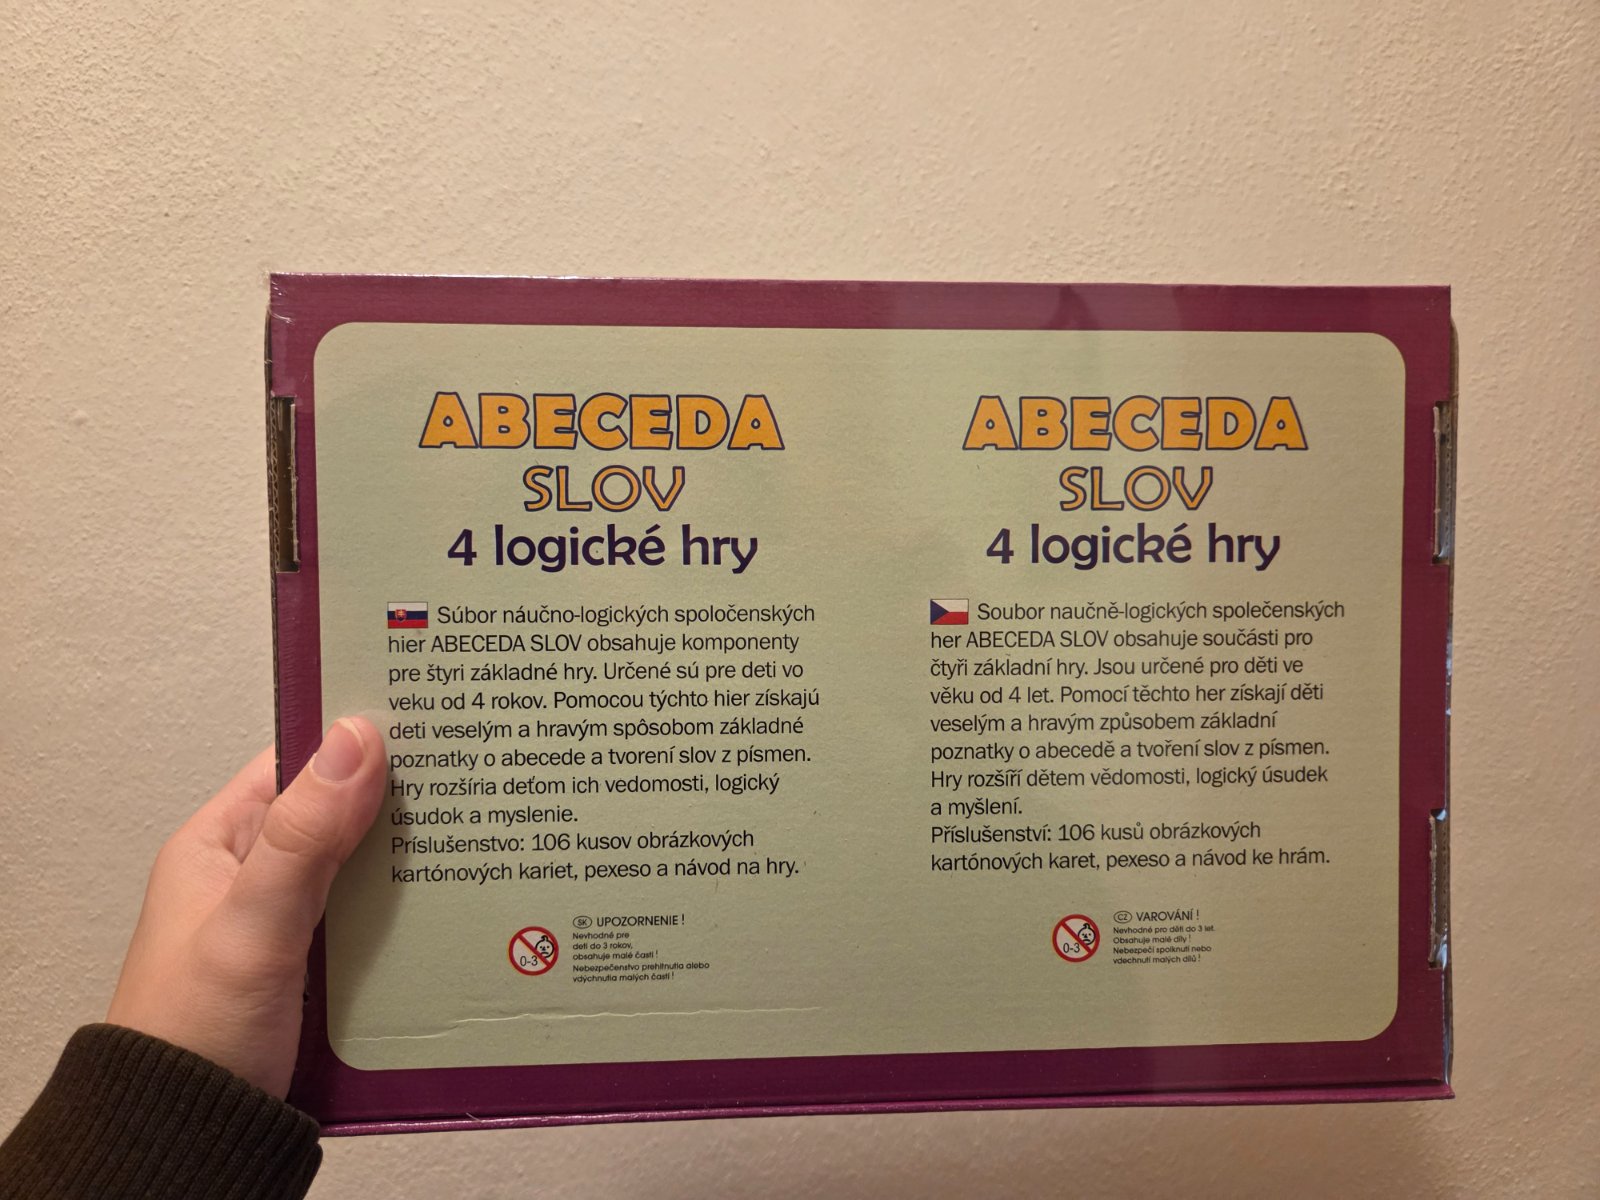 ABECEDA
SLOV
4 logické hry
Súbor náučno-logických spoločenských
hier ABECEDA SLOV obsahuje komponenty
pre štyri základné hry. Určené sú pre deti vo
veku od 4 rokov. Pomocou týchto hier získajú
deti veselým a hravým spôsobom základné
poznatky o abecede a tvorení slov z písmen.
Hry rozšíria deťom ich vedomosti, logický
úsudok a myslenie.
Príslušenstvo: 106 kusov obrázkových
kartónových kariet, pexeso a návod na hry.
0-3
SK UPOZORNENIE !
Nevhodné pre
deti do 3 rokov,
obsahuje malé časti !
Nebezpečenstvo prehltnutia alebo
vdýchnutia malých častí !
ABECEDA
SLOV
4 logické hry
Soubor naučně-logických společenských
her ABECEDA SLOV obsahuje součásti pro
čtyři základní hry. Jsou určené pro děti ve
věku od 4 let. Pomocí těchto her získají děti
veselým a hravým způsobem základní
poznatky o abecedě a tvoření slov z písmen.
Hry rozšíří dětem vědomosti, logický úsudek
a myšlení.
Příslušenství: 106 kusů obrázkových
kartónových karet, pexeso a návod ke hrám.
0-3
CZ VAROVÁNÍ !
Nevhodné pro děti do 3 let.
Obsahuje malé díly !
Nebezpečí spolknutí nebo
vdechnutí malých dílů !